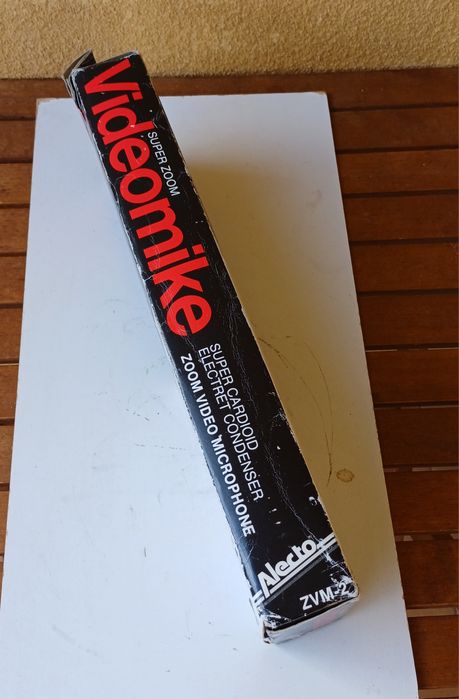 SUPER ZOOM
Videomike
SUPER CARDIOID
ELECTRET CONDENSER
ZOOM VIDEO MICROPHONE
Alecto
ZVM-2